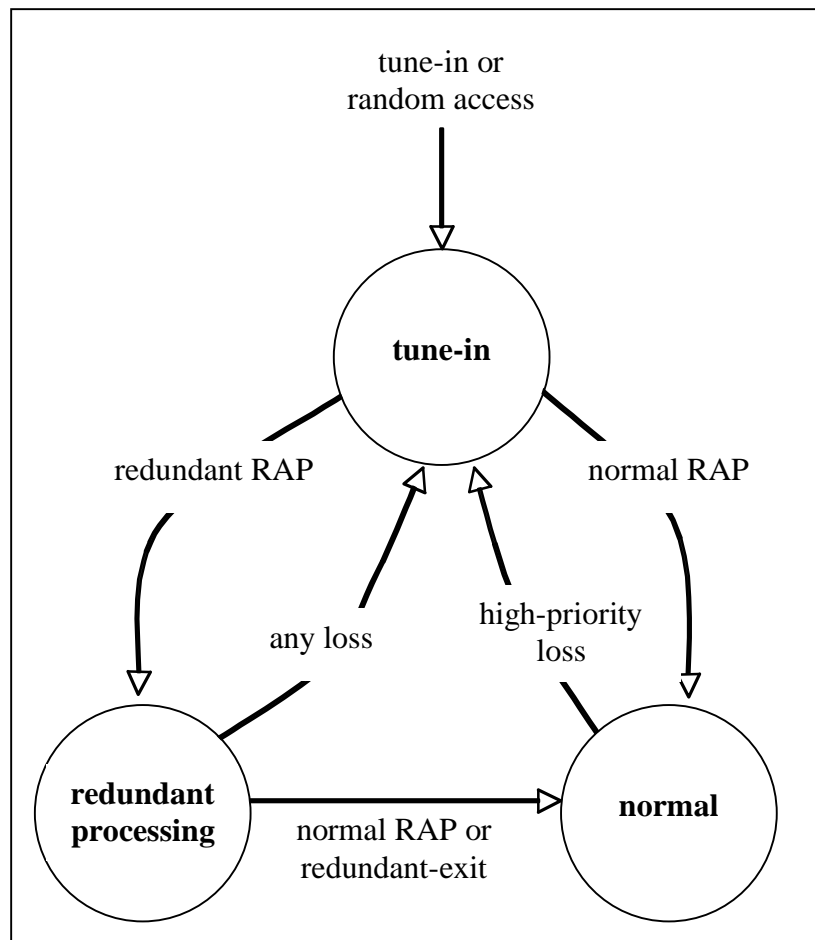 tune-in or
random access
tune-in
redundant RAP
normal RAP
any loss
high-priority
loss
redundant
processing
normal RAP or
redundant-exit
normal